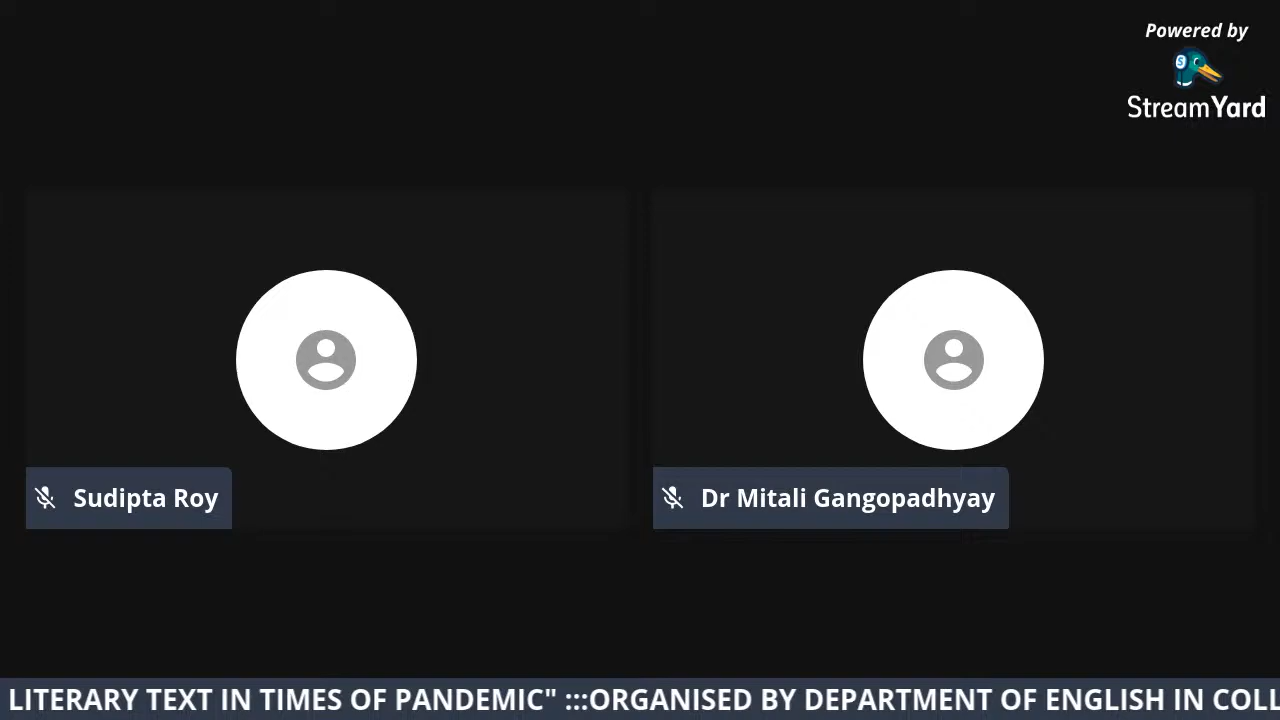 Powered by
StreamYard
Sudipta Roy
Dr Mitali Gangopadhyay
LITERARY TEXT IN TIMES OF PANDEMIC" :::ORGANISED BY DEPARTMENT OF ENGLISH IN COLL